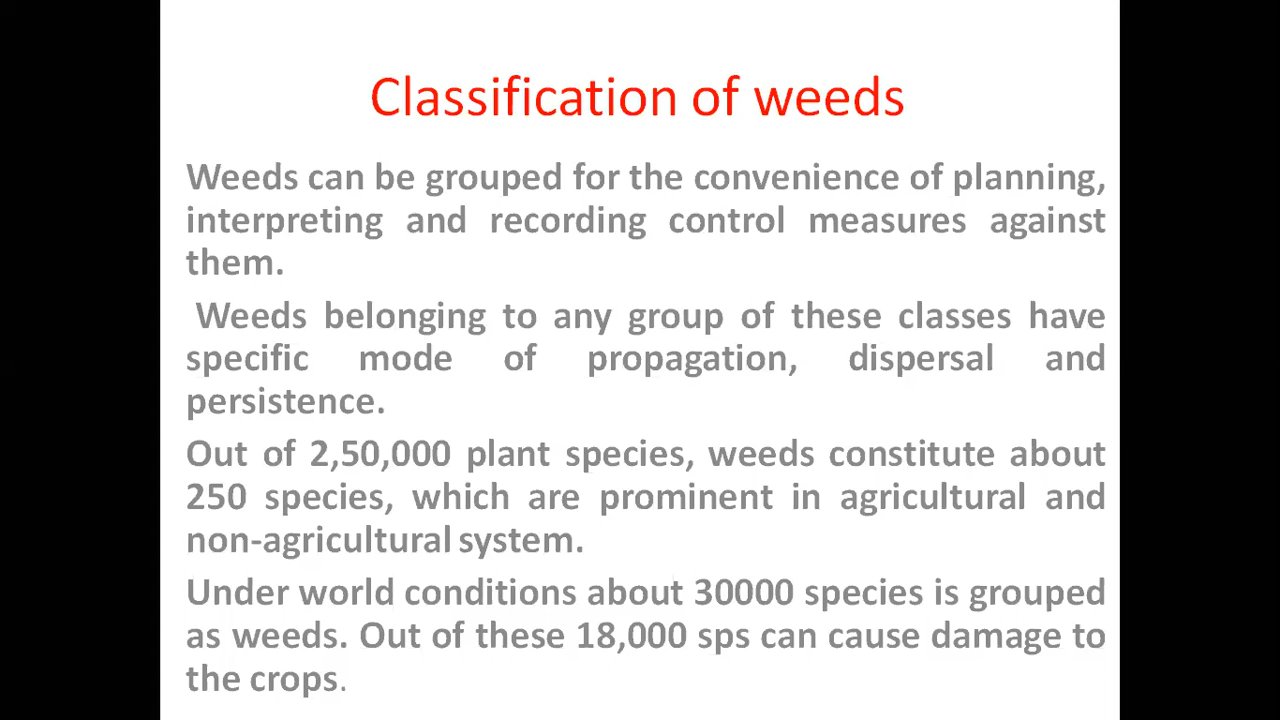 Classification of weeds
Weeds can be grouped for the convenience of planning,
interpreting and recording control measures against
them.
Weeds belonging to any group of these classes have
specific mode of propagation, dispersal and
persistence.
Out of 2,50,000 plant species, weeds constitute about
250 species, which are prominent in agricultural and
non-agricultural system.
Under world conditions about 30000 species is grouped
as weeds. Out of these 18,000 sps can cause damage to
the crops.